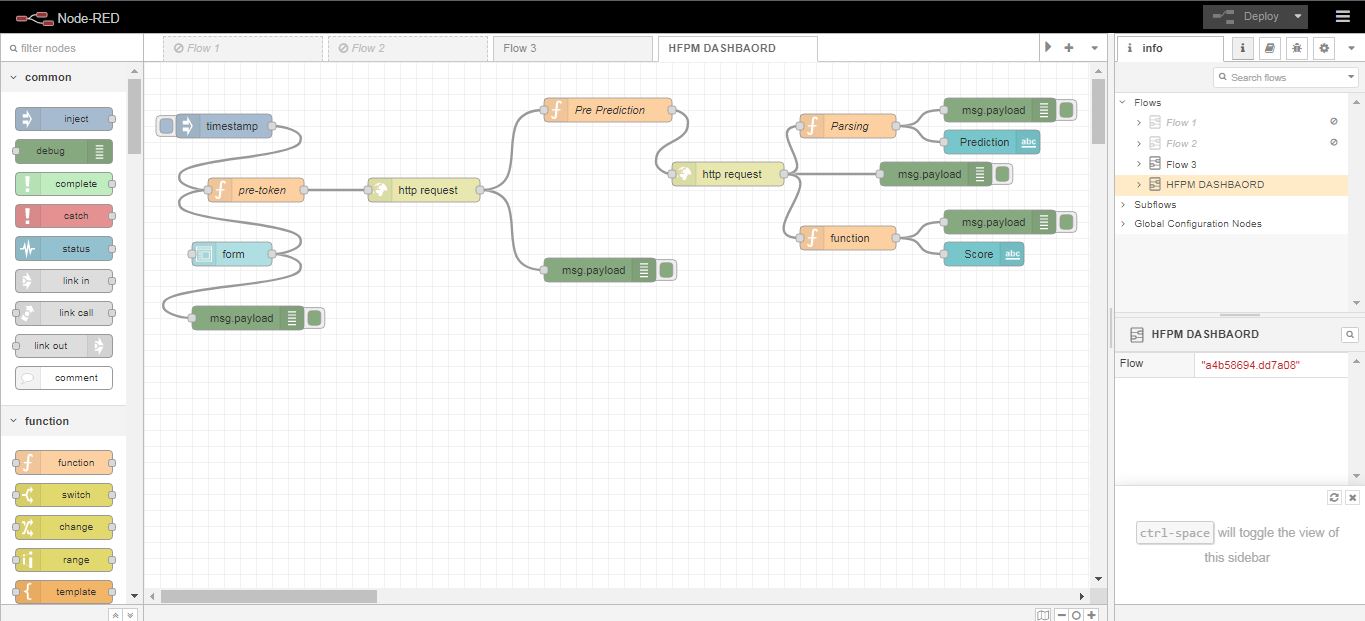 Node-RED
Deploy
filter nodes
Flow 1
Flow 2
Flow 3
HFPM DASHBAORD
i info
i
Search flows
common
inject
debug
complete
catch
status
link in
link call
link out
comment
function
function
switch
change
range
template
timestamp
pre-token
http request
form
msg.payload
Pre Prediction
msg.payload
http request
Parsing
msg.payload
Prediction abc
msg.payload
function
msg.payload
Score abc
Flows
Flow 1
Flow 2
Flow 3
HFPM DASHBAORD
Subflows
Global Configuration Nodes
HFPM DASHBAORD
Flow "a4b58694.dd7a08"
ctrl-space will toggle the view of
this sidebar